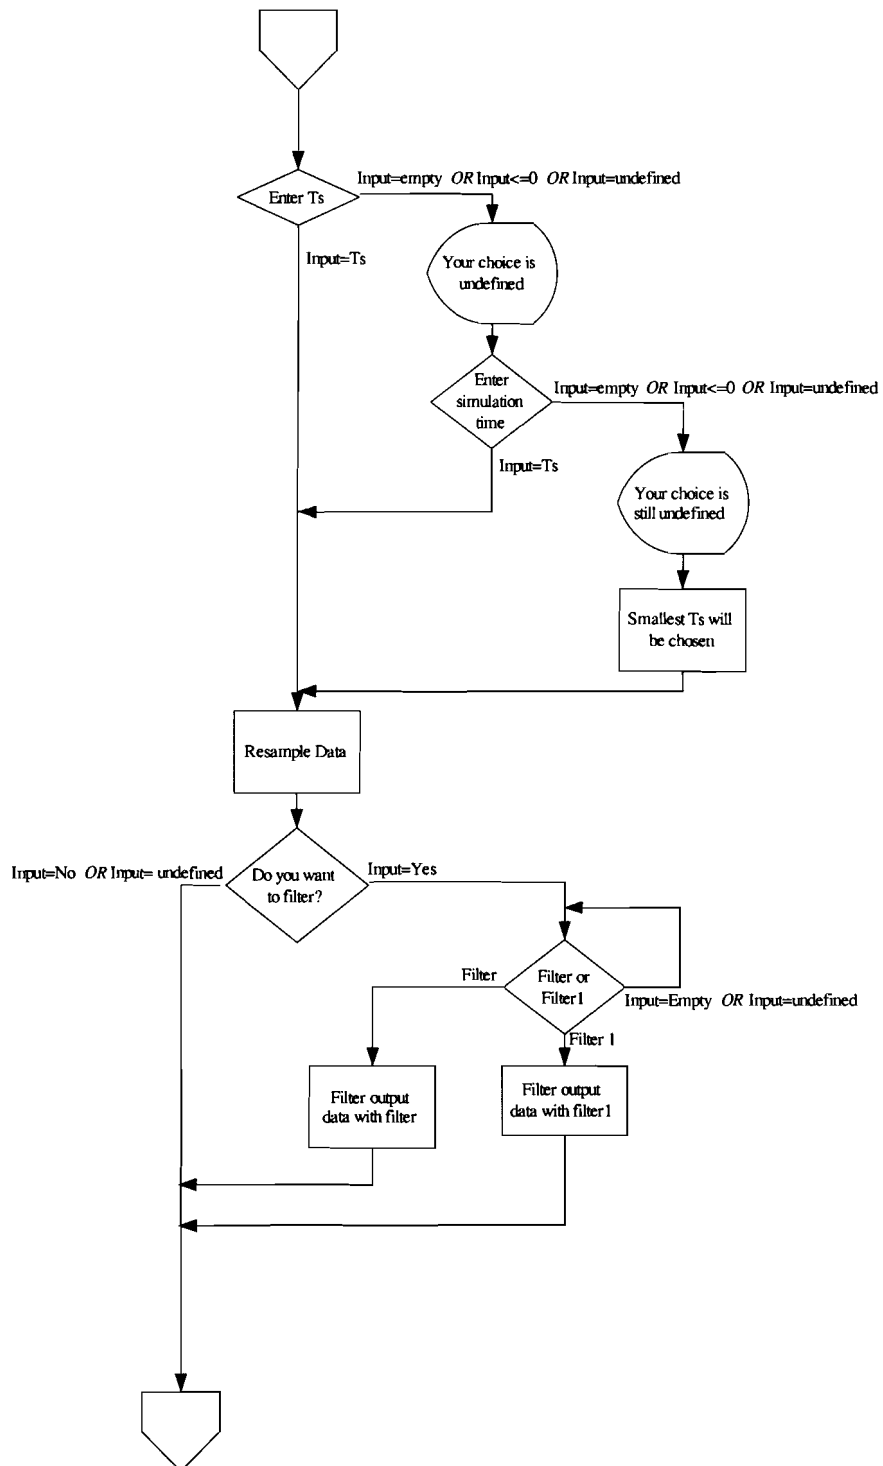 Input=empty OR Input<=0 OR Input=undefined
Enter Ts
Input=Ts
Your choice is
undefined
Enter
simulation
time
Input=empty OR Input<=0 OR Input=undefined
Input=Ts
Your choice is
still undefined
Smallest Ts will
be chosen
Resample Data
Input=No OR Input= undefined
Do you want
to filter?
Input=Yes
Filter
Filter or
Filter1
Input=Empty OR Input=undefined
Filter 1
Filter output
data with filter
Filter output
data with filter1